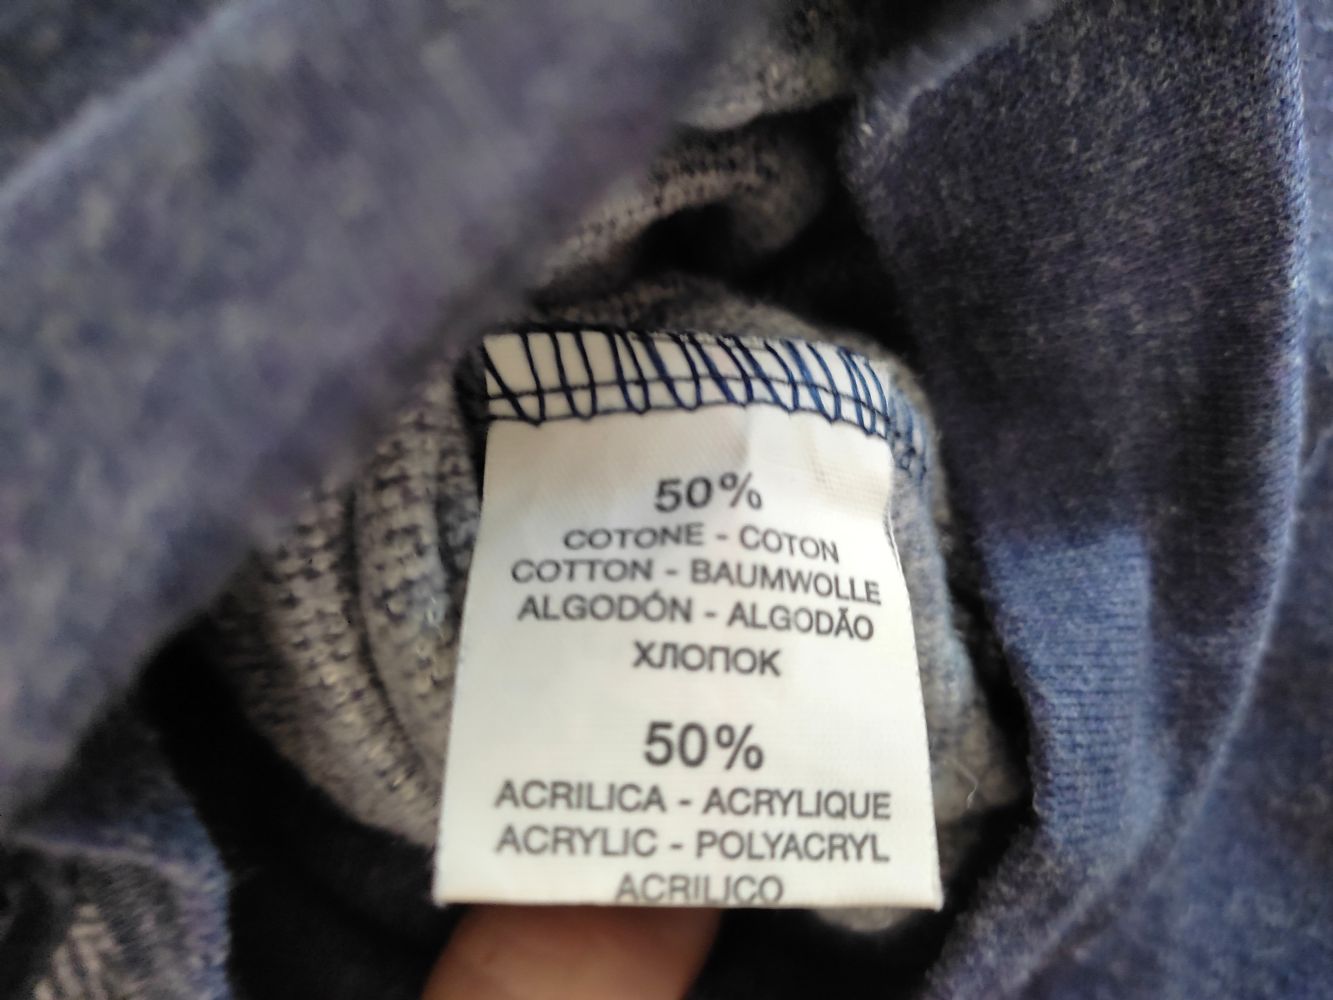 50%
COTONE - COTON
COTTON - BAUMWOLLE
ALGODÓN - ALGODÃO
ХЛОПОК
50%
ACRILICA - ACRYLIQUE
ACRYLIC - POLYACRYL
ACRILICO